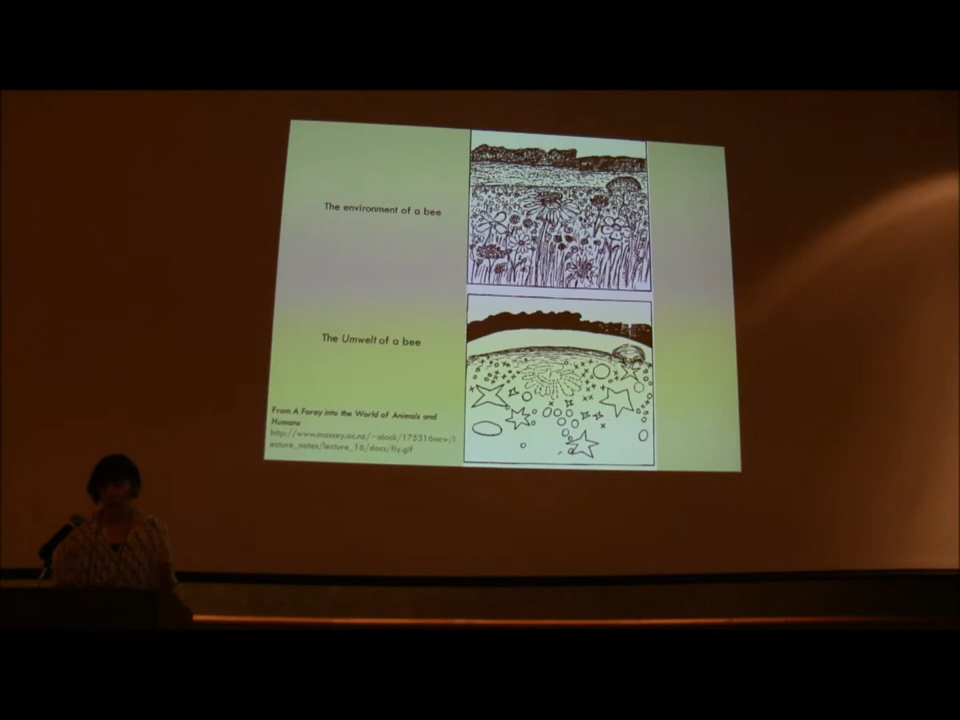 The environment of a bee
The Umwelt of a bee
From A Foray into the World of Animals and
Humans
http://www.massey.ac.nz/~alock/175316new/l
ecture_notes/lecture_16/docs/fly.gif